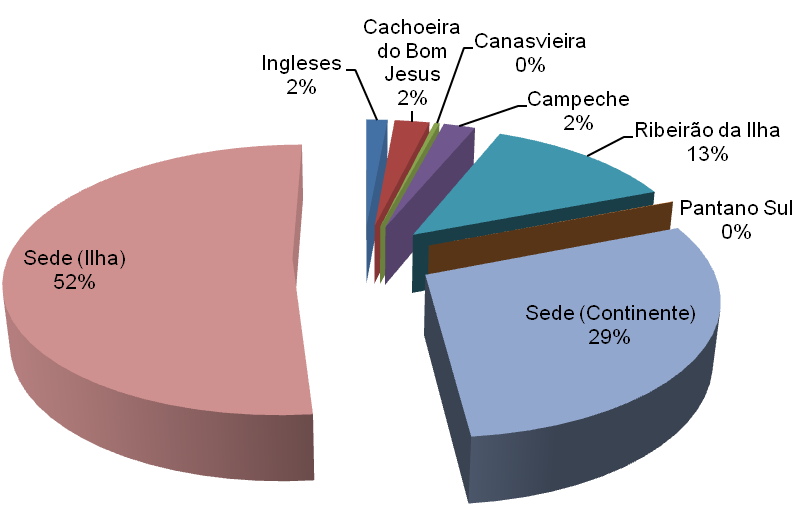 Ingleses
2%
Cachoeira
do Bom
Jesus
2%
Canasvieira
0%
Campeche
2%
Ribeirão da Ilha
13%
Pantano Sul
0%
Sede (Continente)
29%
Sede (Ilha)
52%